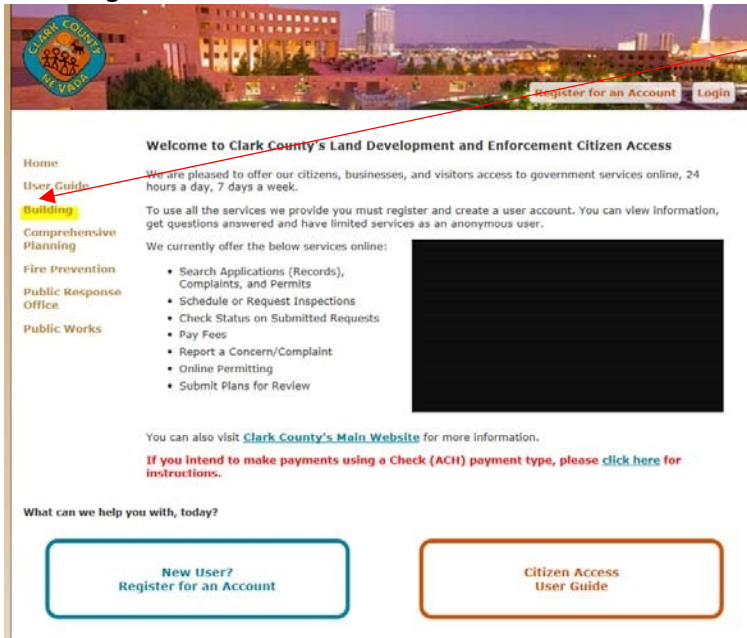 CLARK COUNTY
NEVADA
Register for an Account Login
Welcome to Clark County's Land Development and Enforcement Citizen Access
Home
User Guide
Building
Comprehensive
Planning
Fire Prevention
Public Response
Office
Public Works
We are pleased to offer our citizens, businesses, and visitors access to government services online, 24
hours a day, 7 days a week.
To use all the services we provide you must register and create a user account. You can view information,
get questions answered and have limited services as an anonymous user.
We currently offer the below services online:
• Search Applications (Records),
Complaints, and Permits
• Schedule or Request Inspections
• Check Status on Submitted Requests
• Pay Fees
• Report a Concern/Complaint
• Online Permitting
• Submit Plans for Review
You can also visit Clark County's Main Website for more information.
If you intend to make payments using a Check (ACH) payment type, please click here for
instructions.
What can we help you with, today?
New User?
Register for an Account
Citizen Access
User Guide